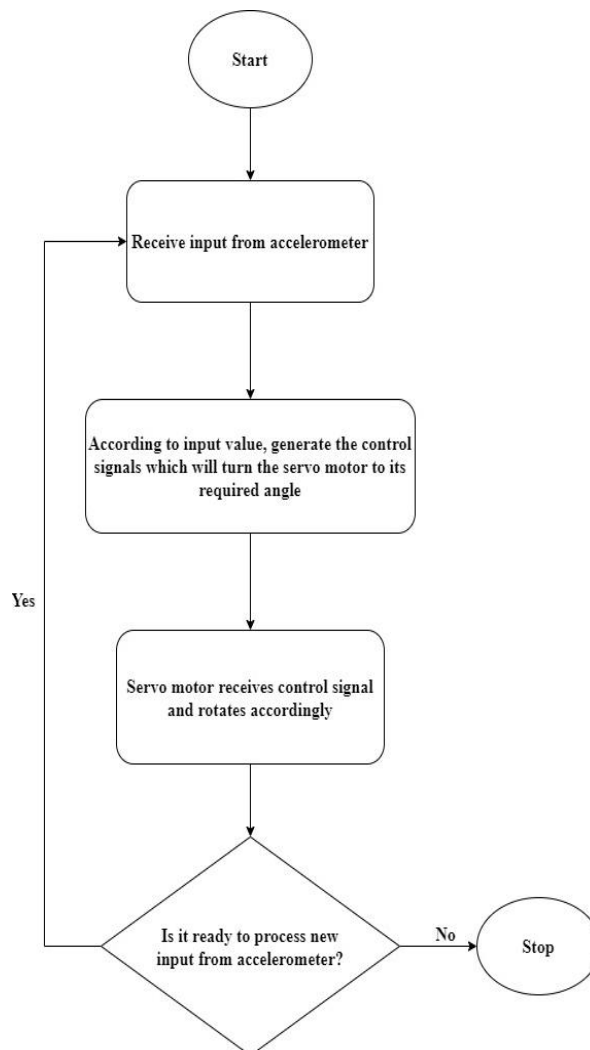 Start
Receive input from accelerometer
According to input value, generate the control
signals which will turn the servo motor to its
required angle
Yes
Servo motor receives control signal
and rotates accordingly
Is it ready to process new
input from accelerometer?
No
Stop